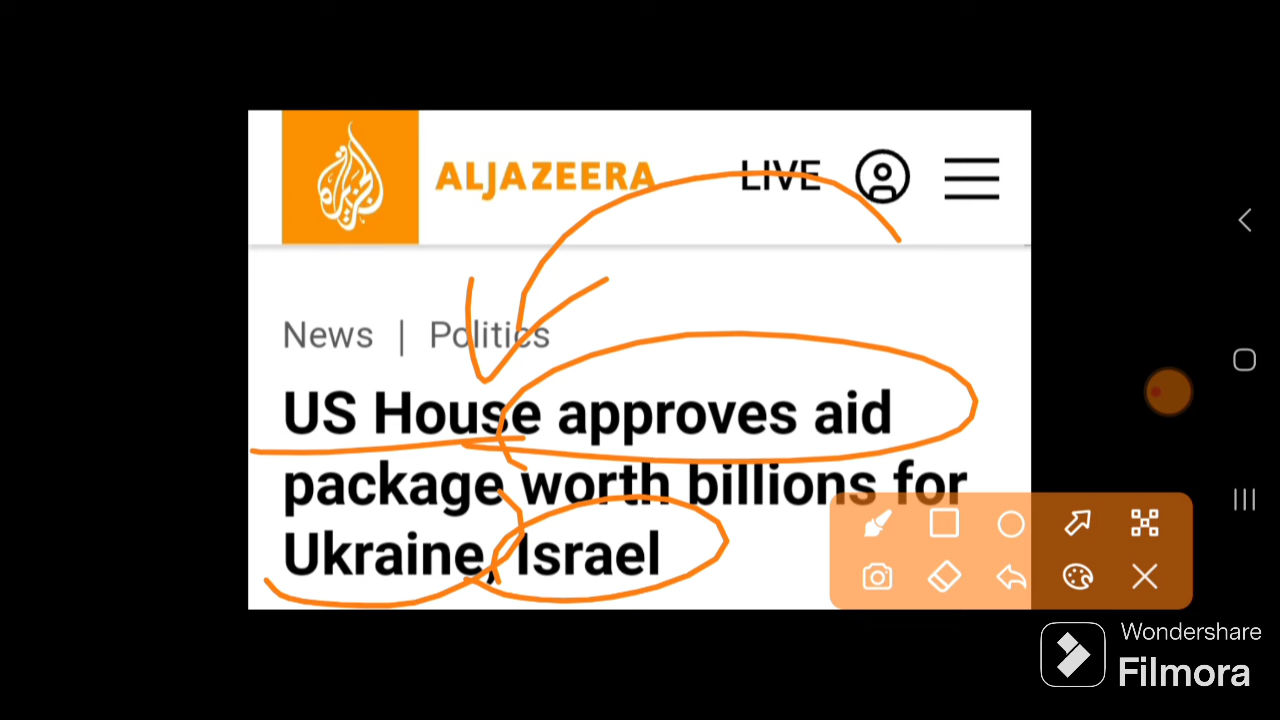 ALJAZEERA LIVE
News | Politics
US House approves aid
package worth billions for
Ukraine, Israel
Wondershare
Filmora